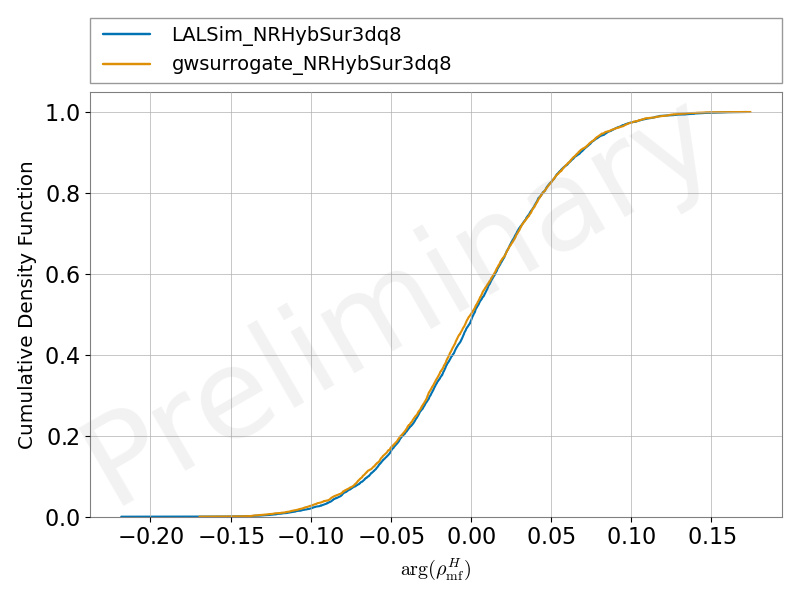 LALSim_NRHybSur3dq8
gwsurrogate_NRHybSur3dq8
1.0
0.8
0.6
0.4
0.2
0.0
Cumulative Density Function
Preliminary
−0.20 −0.15 −0.10 −0.05 0.00 0.05 0.10 0.15
arg(ρ_mf^H)